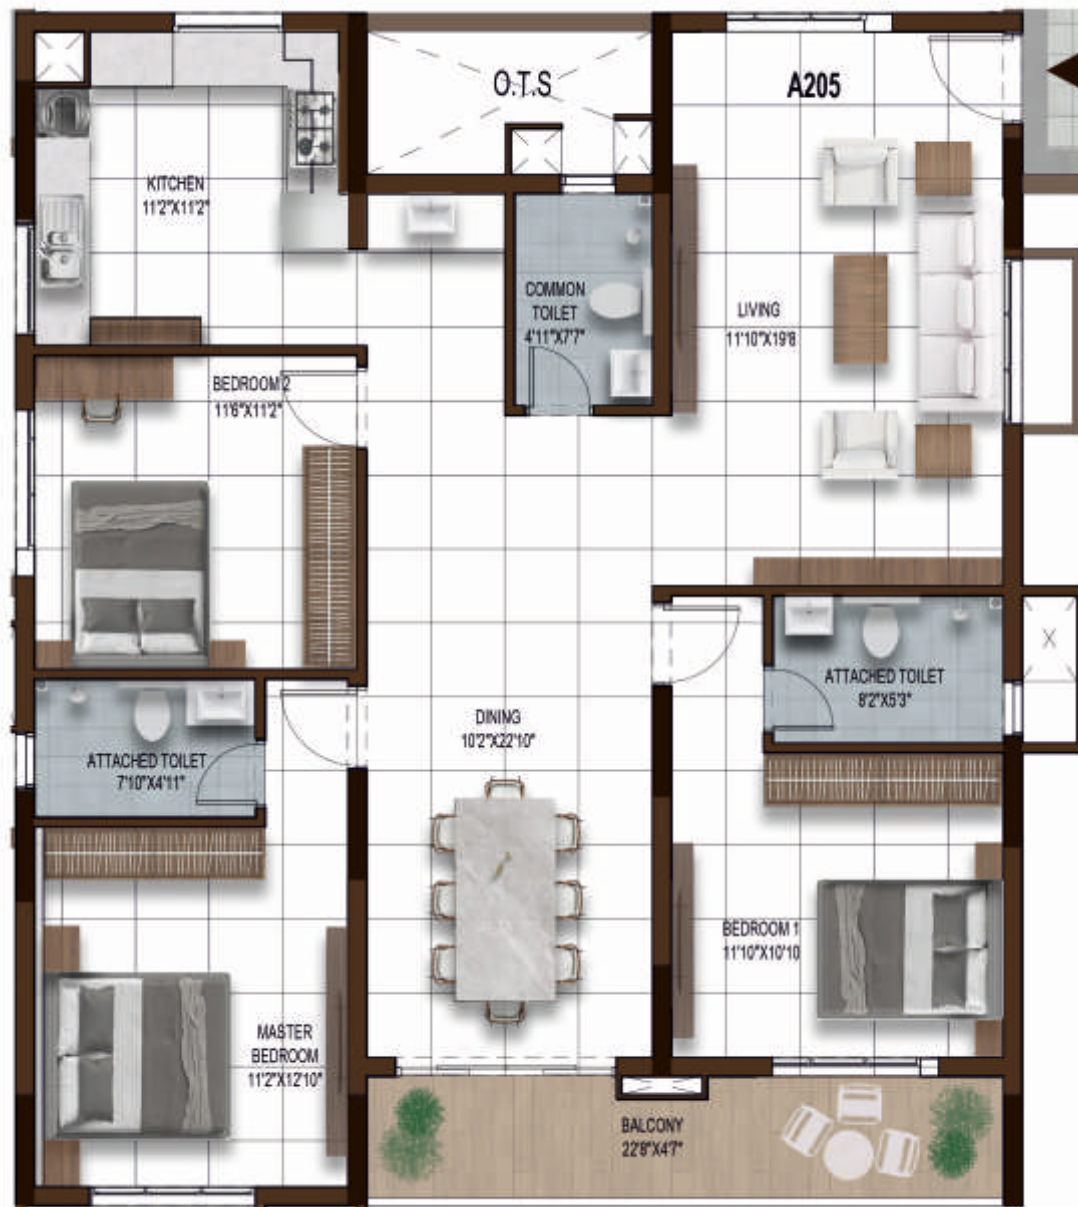 O.T.S
A205
KITCHEN
11'2"X11'2"
COMMON
TOILET
4'11"X7'7"
LIVING
11'10"X19'8
BEDROOM 2
11'6"X11'2"
ATTACHED TOILET
8'2"X5'3"
X
DINING
10'2"X22'10"
ATTACHED TOILET
7'10"X4'11"
BEDROOM 1
11'10"X10'10
MASTER
BEDROOM
11'2"X12'10"
BALCONY
22'8"X4'7"